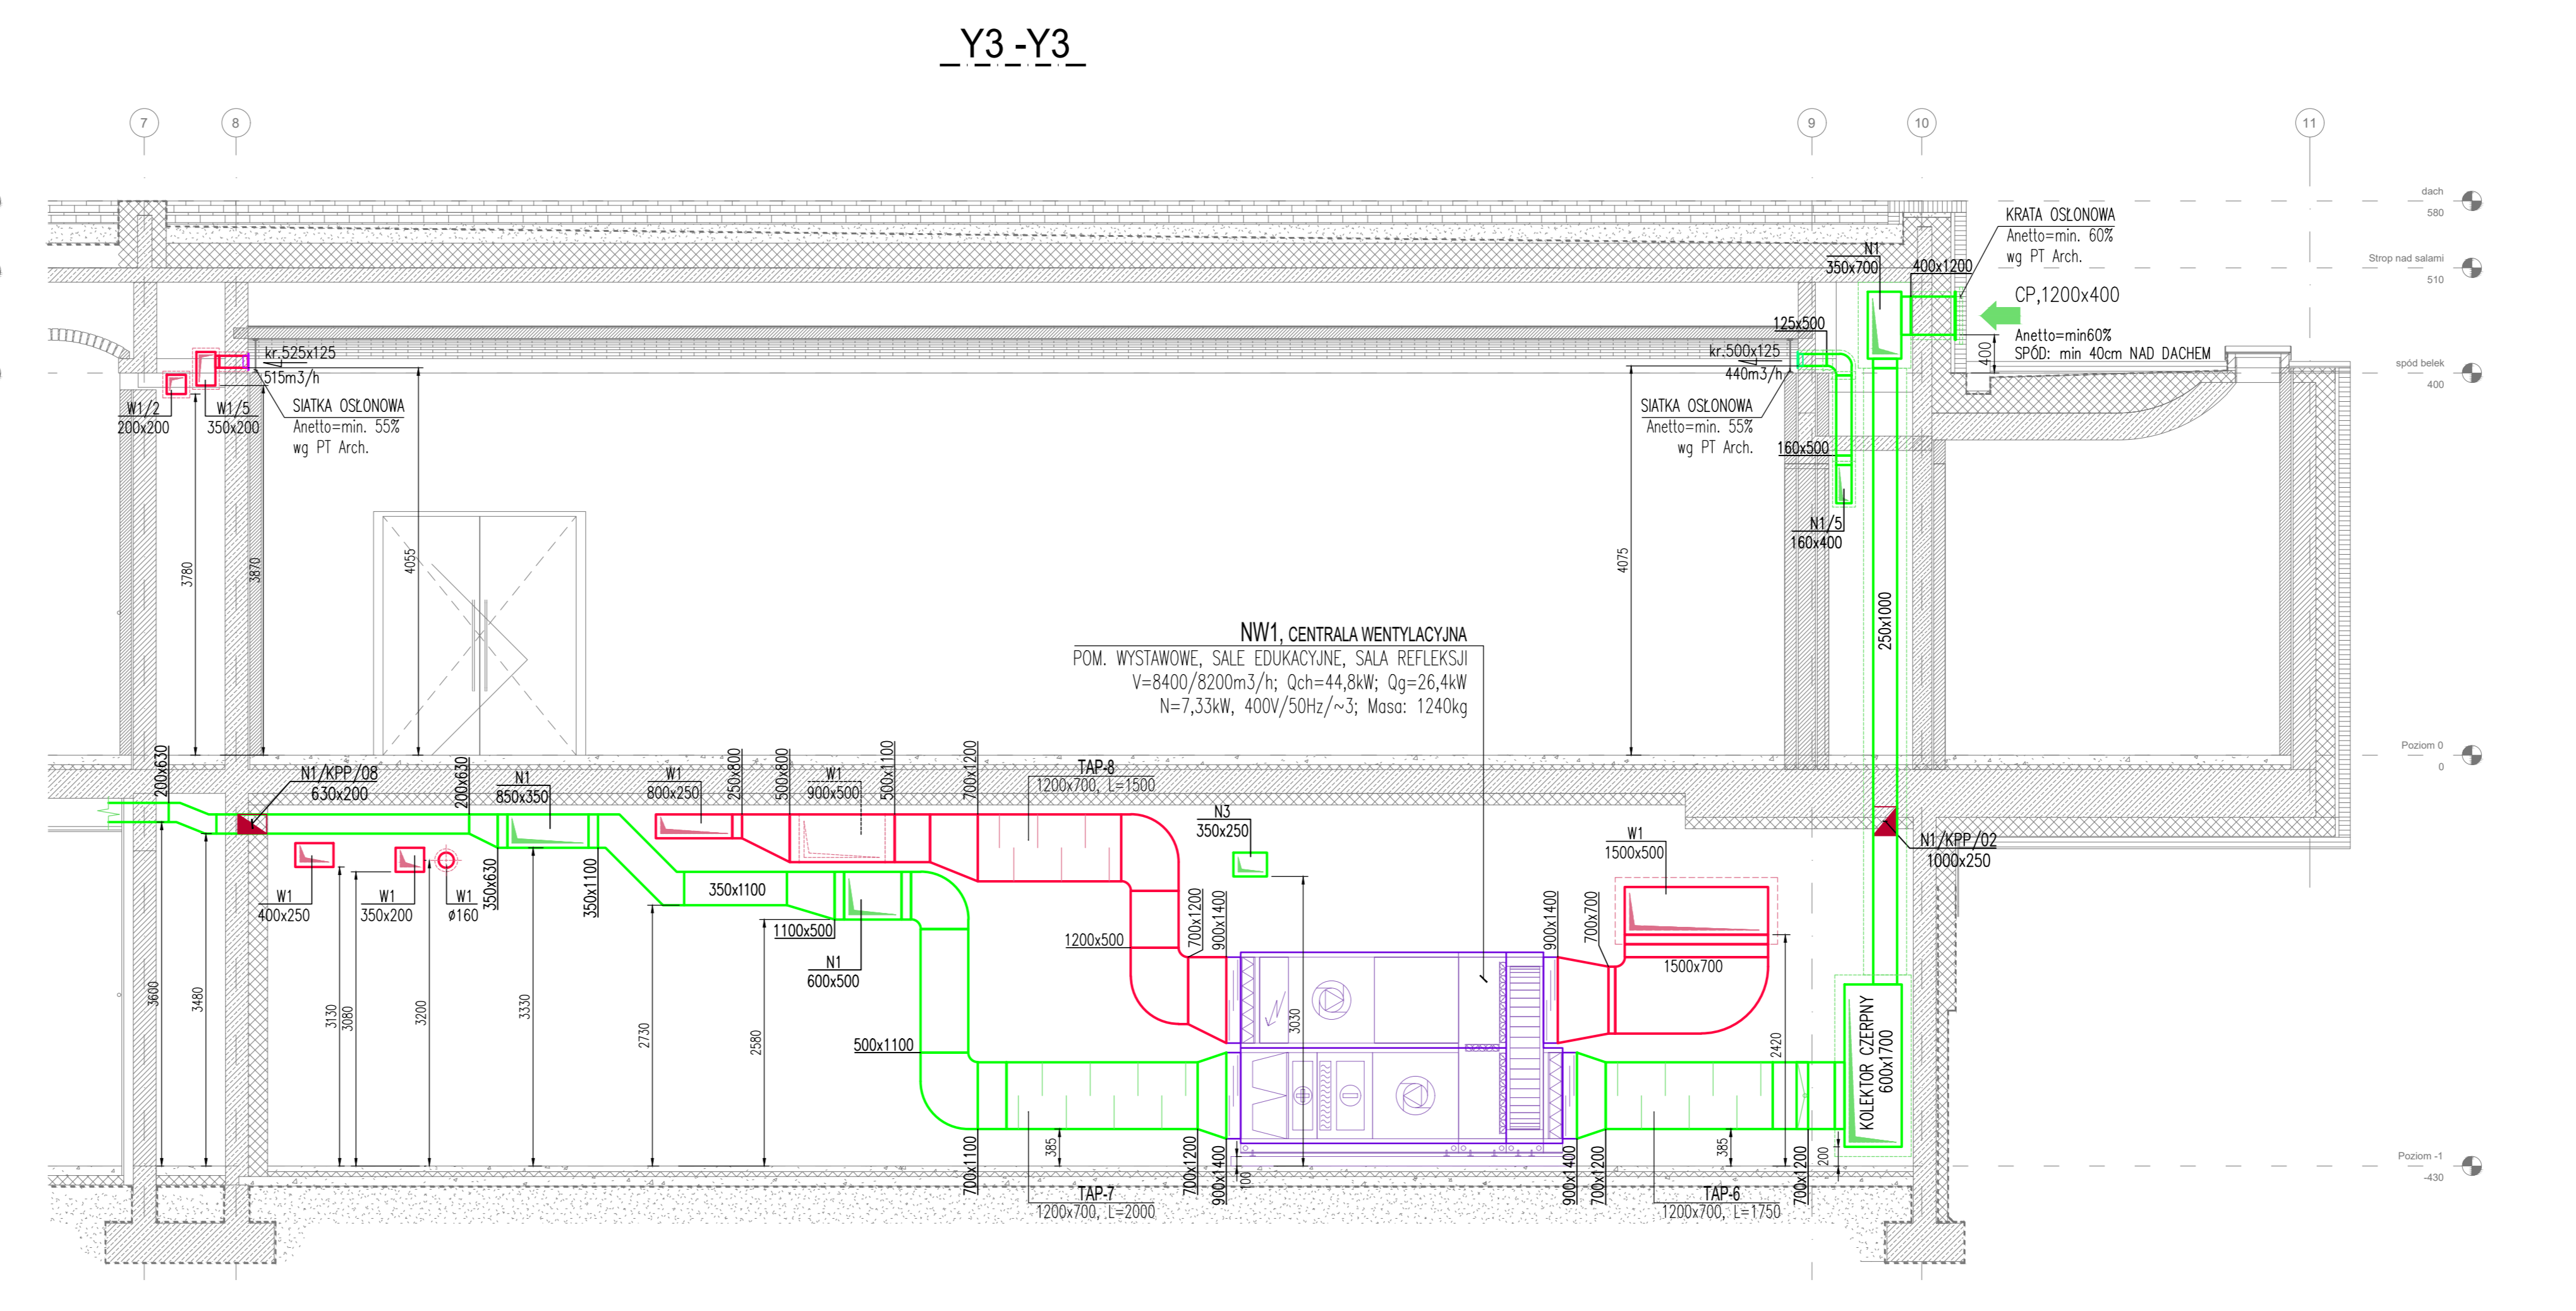 Y3 -Y3
7
8
9
10
11
dach
580
Strop nad salami
510
spód belek
400
Poziom 0
0
Poziom -1
-430
KRATA OSŁONOWA
Anetto=min. 60%
wg PT Arch.
N1
350x700
400x1200
CP,1200x400
Anetto=min60%
SPÓD: min 40cm NAD DACHEM
400
125x500
kr.500x125
440m3/h
SIATKA OSŁONOWA
Anetto=min. 55%
wg PT Arch.
160x500
N1/5
160x400
kr.525x125
515m3/h
SIATKA OSŁONOWA
Anetto=min. 55%
wg PT Arch.
W1/2
200x200
W1/5
350x200
3780
3870
4055
4075
250x1000
NW1, CENTRALA WENTYLACYJNA
POM. WYSTAWOWE, SALE EDUKACYJNE, SALA REFLEKSJI
V=8400/8200m3/h; Qch=44,8kW; Qg=26,4kW
N=7,33kW, 400V/50Hz/~3; Masa: 1240kg
200x630
N1/KPP/08
630x200
200x630
N1
850x350
W1
800x250
250x800
500x800
W1
900x500
500x1100
700x1200
TAP-8
1200x700, L=1500
N3
350x250
W1
1500x500
N1/KPP/02
1000x250
W1
400x250
W1
350x200
W1
ø160
350x630
350x1100
350x1100
1100x500
N1
600x500
1200x500
700x1200
900x1400
900x1400
700x700
1500x700
3600
3480
3130
3080
3200
3330
2730
2580
500x1100
3030
2420
KOLEKTOR CZERPNY
600x1700
385
100
385
200
700x1100
TAP-7
1200x700, L=2000
700x1200
900x1400
900x1400
700x1200
TAP-6
1200x700, L=1750
700x1200